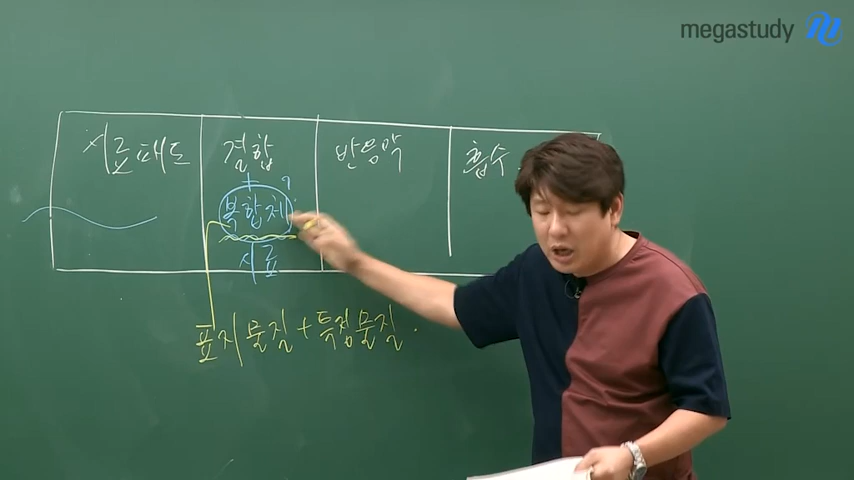 megastudy
시료패드 결합 반응막 흡수
+ ?
복합체
시료
표지물질+특정물질.